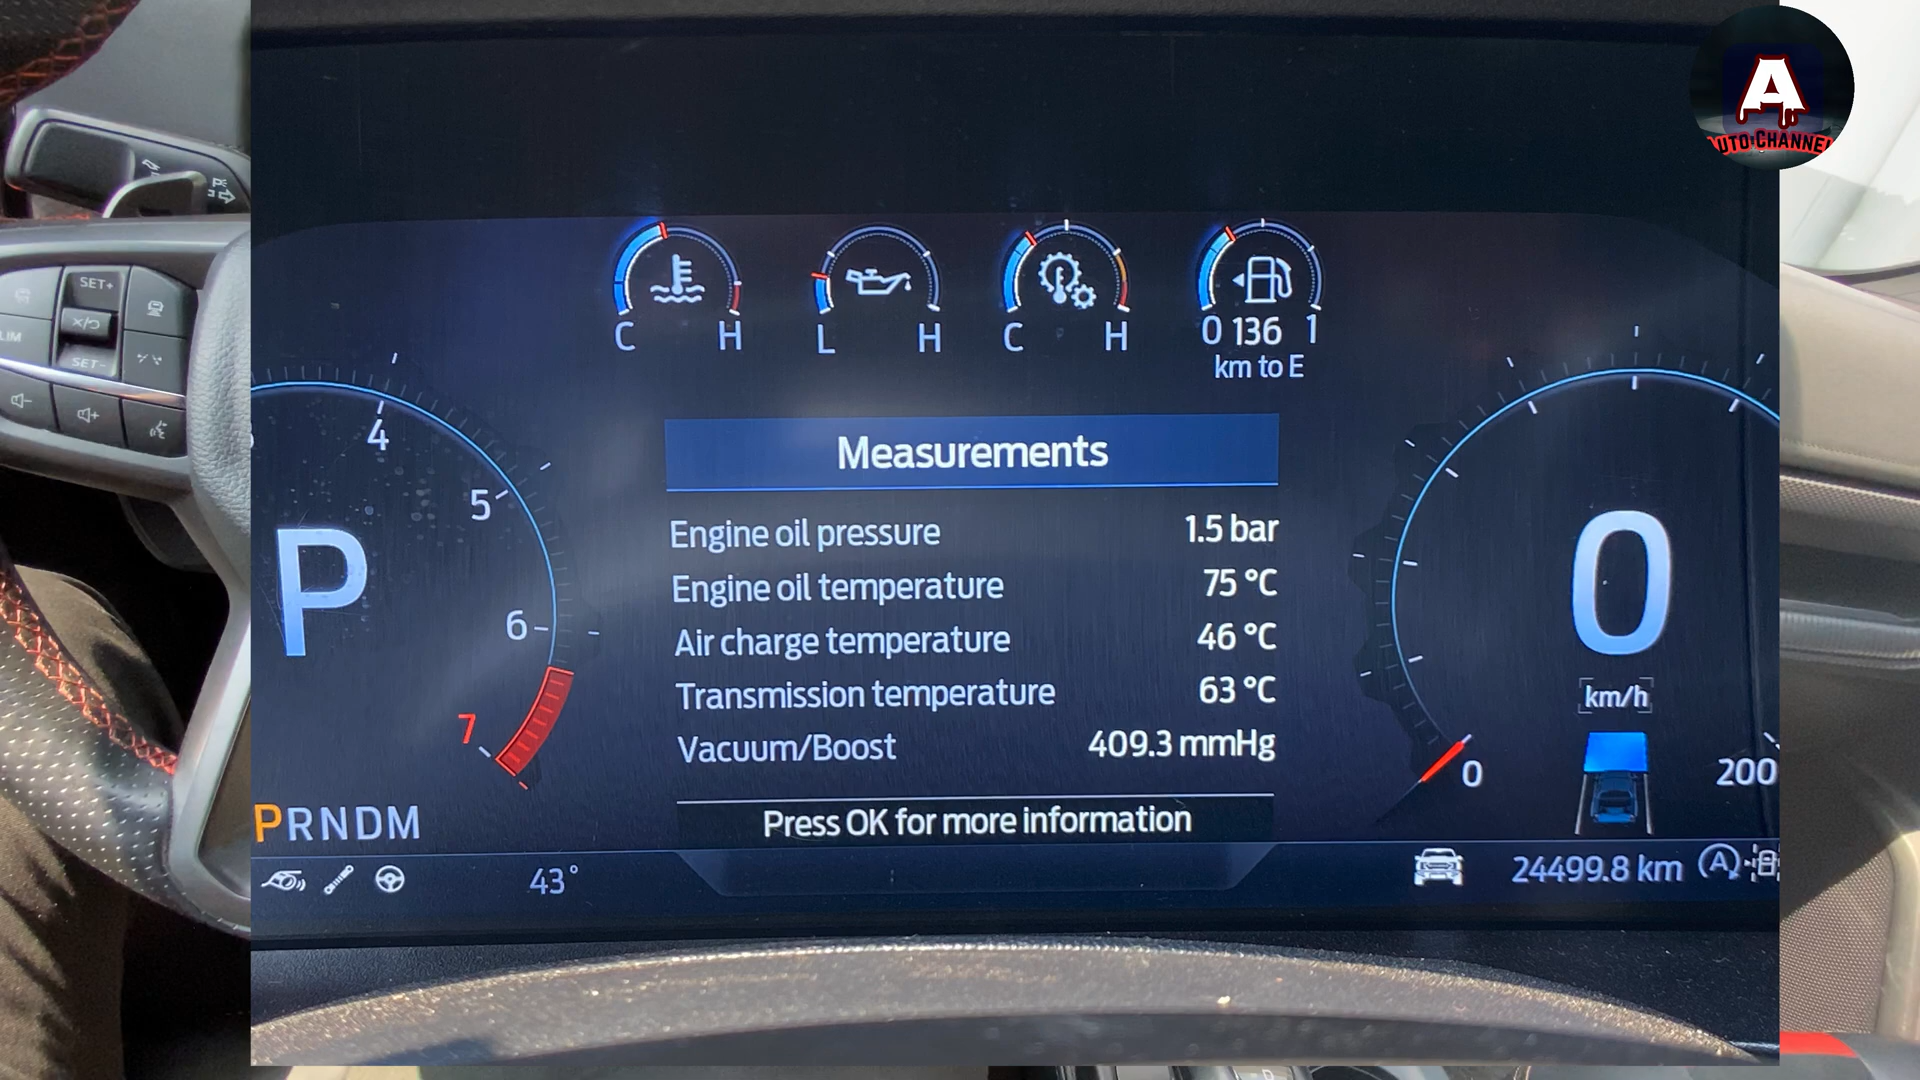 A
AUTO CHANNEL
SET+
LIM
SET-
C H
L H
C H
0 136 1
km to E
4
5
6
7
P
Measurements
Engine oil pressure 1.5 bar
Engine oil temperature 75 °C
Air charge temperature 46 °C
Transmission temperature 63 °C
Vacuum/Boost 409.3 mmHg
Press OK for more information
0
km/h
0
200
PRNDM
43°
24499.8 km
A